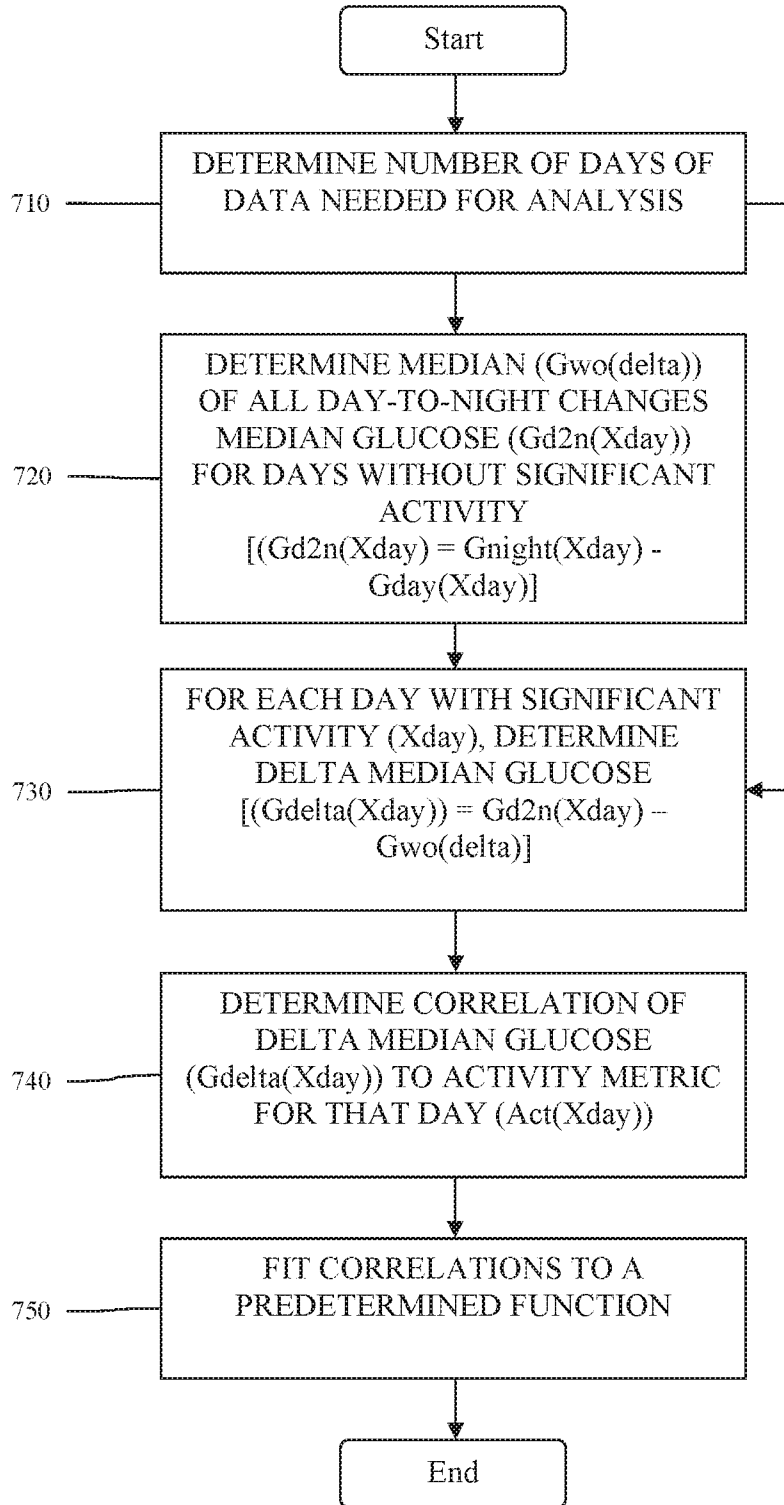 Start
710
DETERMINE NUMBER OF DAYS OF
DATA NEEDED FOR ANALYSIS
720
DETERMINE MEDIAN (Gwo(delta))
OF ALL DAY-TO-NIGHT CHANGES
MEDIAN GLUCOSE (Gd2n(Xday))
FOR DAYS WITHOUT SIGNIFICANT
ACTIVITY
[(Gd2n(Xday) = Gnight(Xday) -
Gday(Xday)]
730
FOR EACH DAY WITH SIGNIFICANT
ACTIVITY (Xday), DETERMINE
DELTA MEDIAN GLUCOSE
[(Gdelta(Xday)) = Gd2n(Xday) –
Gwo(delta)]
740
DETERMINE CORRELATION OF
DELTA MEDIAN GLUCOSE
(Gdelta(Xday)) TO ACTIVITY METRIC
FOR THAT DAY (Act(Xday))
750
FIT CORRELATIONS TO A
PREDETERMINED FUNCTION
End